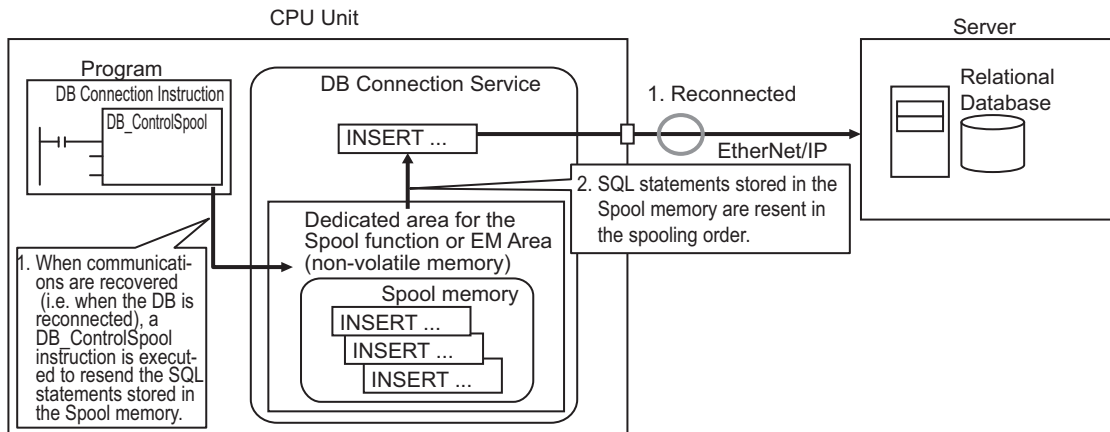 CPU Unit
Server
Program
DB Connection Instruction
DB_ControlSpool
DB Connection Service
INSERT ...
1. Reconnected
EtherNet/IP
Relational
Database
2. SQL statements stored in the
Spool memory are resent in
the spooling order.
Dedicated area for the
Spool function or EM Area
(non-volatile memory)
Spool memory
INSERT ...
INSERT ...
INSERT ...
1. When communicati-
ons are recovered
(i.e. when the DB is
reconnected), a
DB_ControlSpool
instruction is execut-
ed to resend the SQL
statements stored in
the Spool memory.